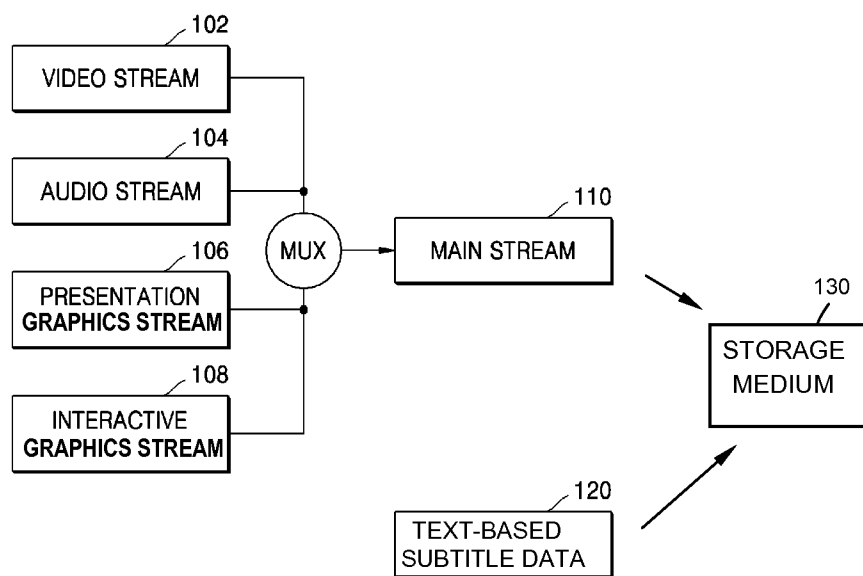 102
VIDEO STREAM
104
AUDIO STREAM
MUX
110
MAIN STREAM
106
PRESENTATION
GRAPHICS STREAM
108
INTERACTIVE
GRAPHICS STREAM
130
STORAGE
MEDIUM
120
TEXT-BASED
SUBTITLE DATA